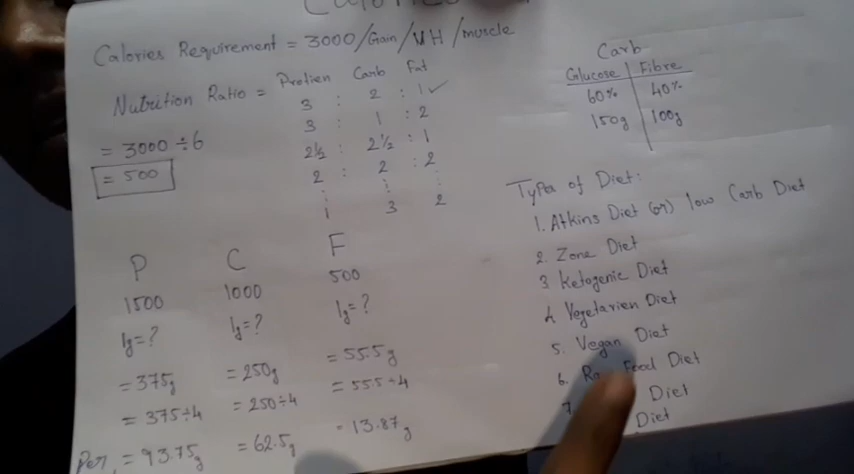 Calories Requirement = 3000/Gain/MH/muscle
Nutrition Ratio = Protien Carb Fat
3 : 2 : 1 ✓
3 : 1 : 2
= 3000 ÷ 6
2½ : 2½ : 1
= 500
2 : 2 : 2
⋮ ⋮ ⋮
1 3 2
P C F
1500 1000 500
1g=? 1g=? 1g=?
= 375g = 250g = 55.5g
= 375÷4 = 250÷4 = 555÷4
Per = 93.75g = 62.5g = 13.87g
Carb
Glucose Fibre
60% 40%
150g 100g
Types of Diet:
1. Atkins Diet (or) low Carb Diet
2. Zone Diet
3 Ketogenic Diet
4 Vegetarien Diet
5. Vegan Diet
6. Food Diet
7. Diet
Diet